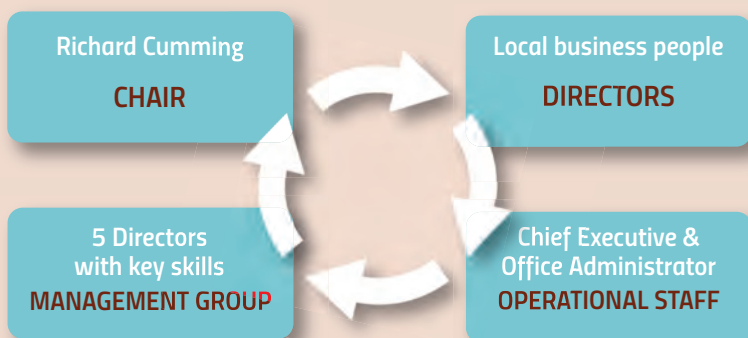 Richard Cumming
CHAIR
Local business people
DIRECTORS
5 Directors
with key skills
MANAGEMENT GROUP
Chief Executive &
Office Administrator
OPERATIONAL STAFF